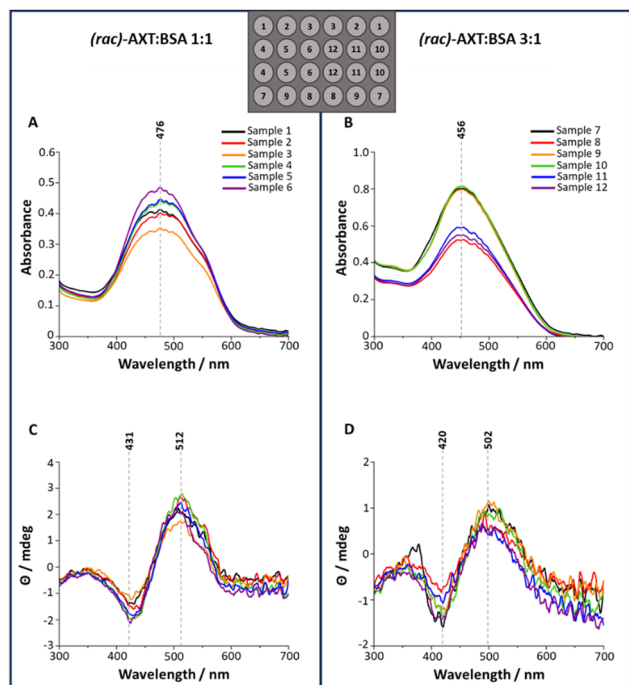 (rac)-AXT:BSA 1:1
(rac)-AXT:BSA 3:1
1 2 3 3 2 1
4 5 6 12 11 10
4 5 6 12 11 10
7 9 8 8 9 7
A
476
Sample 1
Sample 2
Sample 3
Sample 4
Sample 5
Sample 6
0.6
0.5
0.4
0.3
0.2
0.1
0
Absorbance
300 400 500 600 700
Wavelength / nm
B
456
Sample 7
Sample 8
Sample 9
Sample 10
Sample 11
Sample 12
1.0
0.8
0.6
0.4
0.2
0
Absorbance
300 400 500 600 700
Wavelength / nm
C
431
512
4
3
2
1
0
-1
-2
-3
Θ / mdeg
300 400 500 600 700
Wavelength / nm
D
420
502
2
1
0
-1
-2
Θ / mdeg
300 400 500 600 700
Wavelength / nm